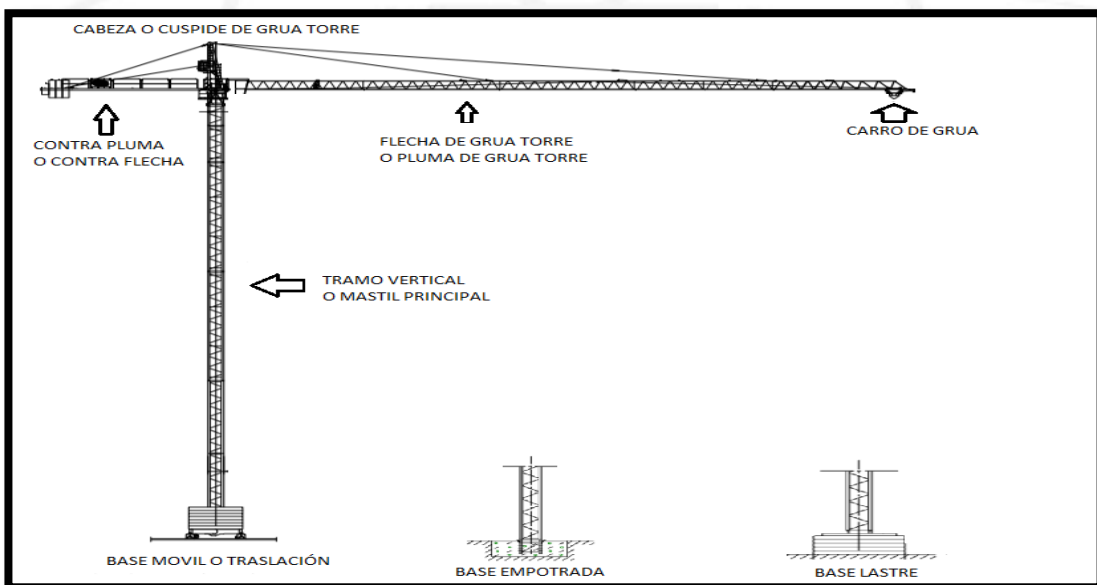 CABEZA O CUSPIDE DE GRUA TORRE
CONTRA PLUMA
O CONTRA FLECHA
FLECHA DE GRUA TORRE
O PLUMA DE GRUA TORRE
CARRO DE GRUA
TRAMO VERTICAL
O MASTIL PRINCIPAL
BASE MOVIL O TRASLACIÓN
BASE EMPOTRADA
BASE LASTRE